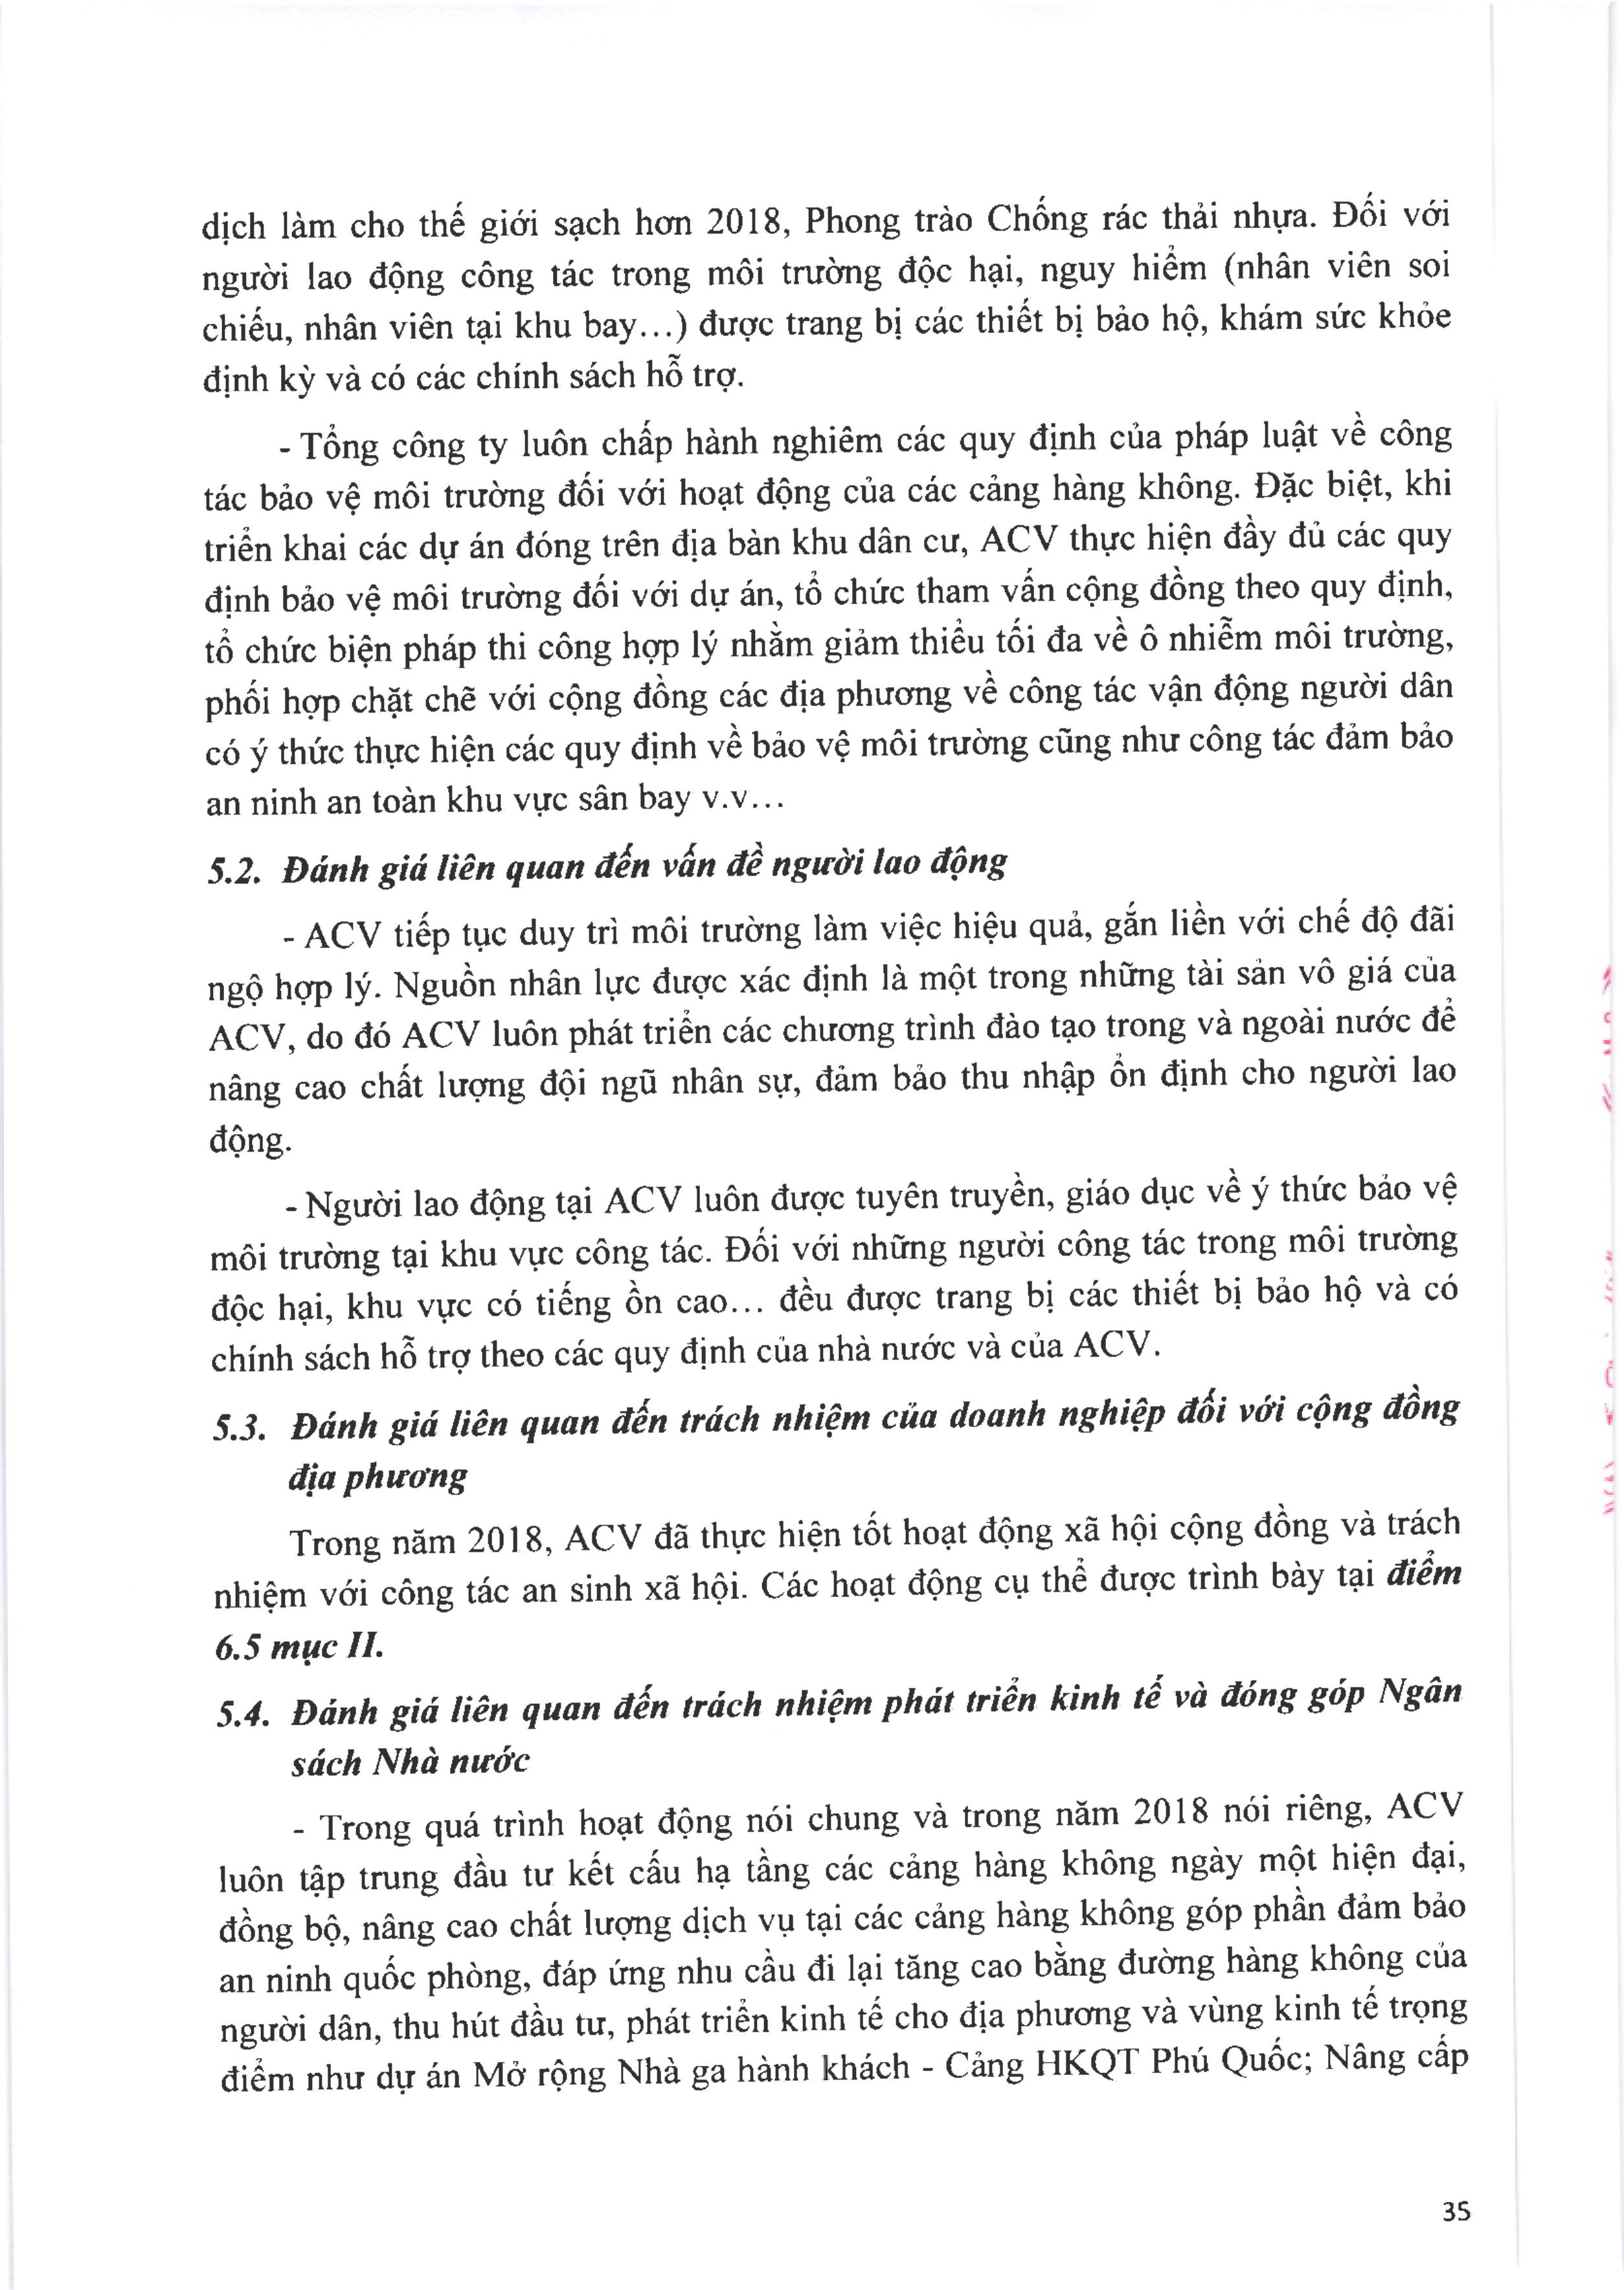 dịch làm cho thế giới sạch hơn 2018, Phong trào Chống rác thải nhựa. Đối với
người lao động công tác trong môi trường độc hại, nguy hiểm (nhân viên soi
chiếu, nhân viên tại khu bay…) được trang bị các thiết bị bảo hộ, khám sức khỏe
định kỳ và có các chính sách hỗ trợ.
- Tổng công ty luôn chấp hành nghiêm các quy định của pháp luật về công
tác bảo vệ môi trường đối với hoạt động của các cảng hàng không. Đặc biệt, khi
triển khai các dự án đóng trên địa bàn khu dân cư, ACV thực hiện đầy đủ các quy
định bảo vệ môi trường đối với dự án, tổ chức tham vấn cộng đồng theo quy định,
tổ chức biện pháp thi công hợp lý nhằm giảm thiểu tối đa về ô nhiễm môi trường,
phối hợp chặt chẽ với cộng đồng các địa phương về công tác vận động người dân
có ý thức thực hiện các quy định về bảo vệ môi trường cũng như công tác đảm bảo
an ninh an toàn khu vực sân bay v.v…
5.2. Đánh giá liên quan đến vấn đề người lao động
- ACV tiếp tục duy trì môi trường làm việc hiệu quả, gắn liền với chế độ đãi
ngộ hợp lý. Nguồn nhân lực được xác định là một trong những tài sản vô giá của
ACV, do đó ACV luôn phát triển các chương trình đào tạo trong và ngoài nước để
nâng cao chất lượng đội ngũ nhân sự, đảm bảo thu nhập ổn định cho người lao
động.
- Người lao động tại ACV luôn được tuyên truyền, giáo dục về ý thức bảo vệ
môi trường tại khu vực công tác. Đối với những người công tác trong môi trường
độc hại, khu vực có tiếng ồn cao… đều được trang bị các thiết bị bảo hộ và có
chính sách hỗ trợ theo các quy định của nhà nước và của ACV.
5.3. Đánh giá liên quan đến trách nhiệm của doanh nghiệp đối với cộng đồng
địa phương
Trong năm 2018, ACV đã thực hiện tốt hoạt động xã hội cộng đồng và trách
nhiệm với công tác an sinh xã hội. Các hoạt động cụ thể được trình bày tại điểm
6.5 mục II.
5.4. Đánh giá liên quan đến trách nhiệm phát triển kinh tế và đóng góp Ngân
sách Nhà nước
- Trong quá trình hoạt động nói chung và trong năm 2018 nói riêng, ACV
luôn tập trung đầu tư kết cấu hạ tầng các cảng hàng không ngày một hiện đại,
đồng bộ, nâng cao chất lượng dịch vụ tại các cảng hàng không góp phần đảm bảo
an ninh quốc phòng, đáp ứng nhu cầu đi lại tăng cao bằng đường hàng không của
người dân, thu hút đầu tư, phát triển kinh tế cho địa phương và vùng kinh tế trọng
điểm như dự án Mở rộng Nhà ga hành khách - Cảng HKQT Phú Quốc; Nâng cấp
35